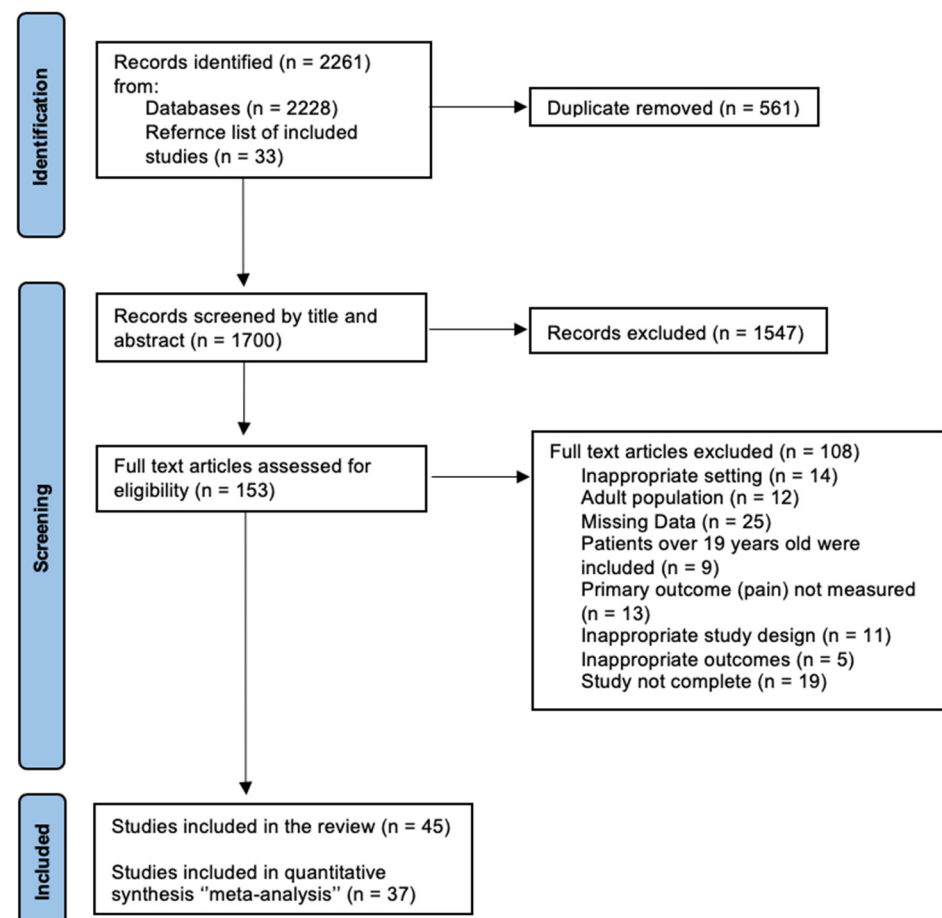 Identification
Records identified (n = 2261)
from:
Databases (n = 2228)
Refernce list of included
studies (n = 33)
Duplicate removed (n = 561)
Screening
Records screened by title and
abstract (n = 1700)
Records excluded (n = 1547)
Full text articles assessed for
eligibility (n = 153)
Full text articles excluded (n = 108)
Inappropriate setting (n = 14)
Adult population (n = 12)
Missing Data (n = 25)
Patients over 19 years old were
included (n = 9)
Primary outcome (pain) not measured
(n = 13)
Inappropriate study design (n = 11)
Inappropriate outcomes (n = 5)
Study not complete (n = 19)
Included
Studies included in the review (n = 45)
Studies included in quantitative
synthesis ‘’meta-analysis’’ (n = 37)